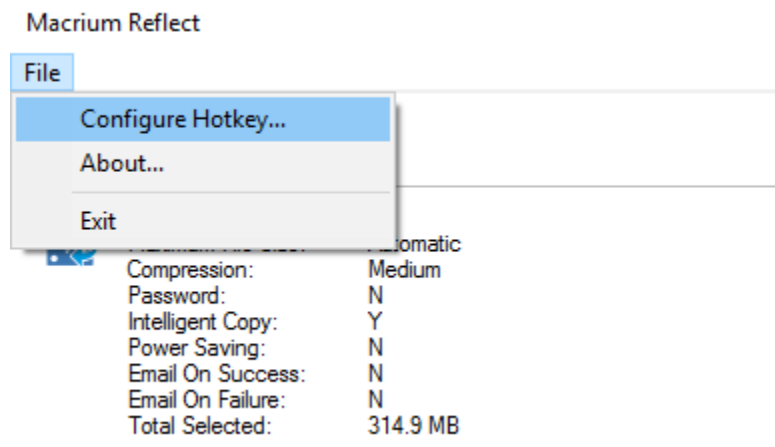 Macrium Reflect
File
Configure Hotkey...
About...
Exit
Automatic
Compression: Medium
Password: N
Intelligent Copy: Y
Power Saving: N
Email On Success: N
Email On Failure: N
Total Selected: 314.9 MB